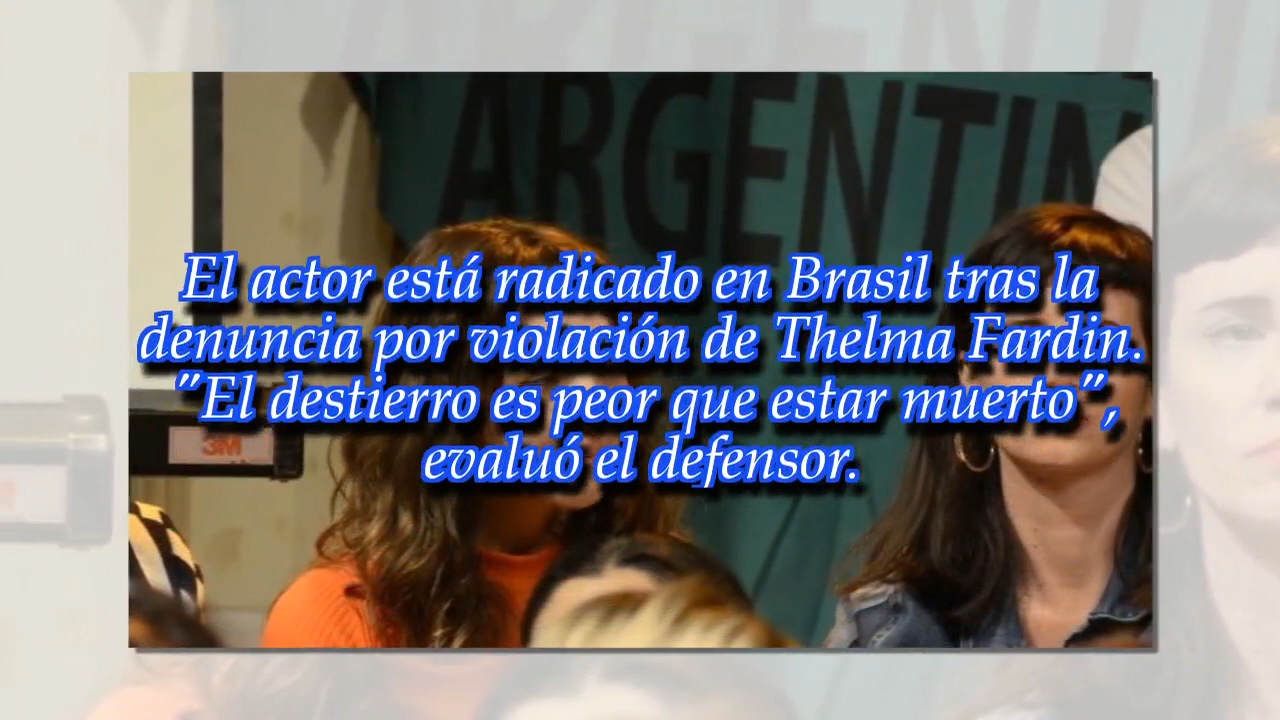 ARGENTIN
El actor está radicado en Brasil tras la
denuncia por violación de Thelma Fardin.
"El destierro es peor que estar muerto",
evaluó el defensor.
3M